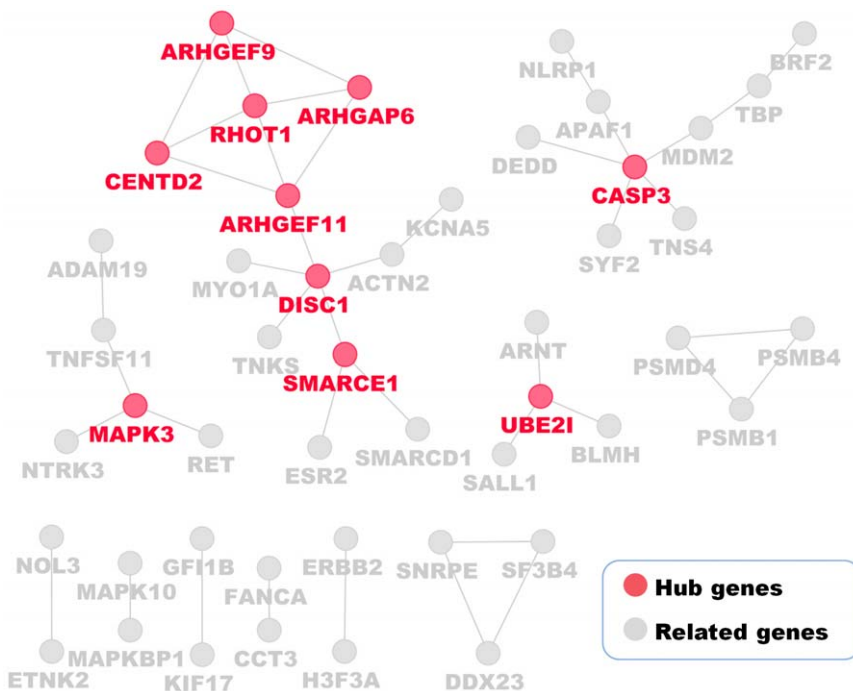 ARHGEF9
ARHGAP6
RHOT1
CENTD2
ARHGEF11
NLRP1
BRF2
APAF1
TBP
DEDD
MDM2
CASP3
SYF2
TNS4
KCNA5
ADAM19
MYO1A
ACTN2
DISC1
TNFSF11
TNKS
SMARCE1
ARNT
PSMD4
PSMB4
MAPK3
UBE2I
PSMB1
NTRK3
RET
ESR2
SMARCD1
SALL1
BLMH
NOL3
MAPK10
GFI1B
FANCA
ERBB2
SNRPE
SF3B4
ETNK2
MAPKBP1
KIF17
CCT3
H3F3A
DDX23
Hub genes
Related genes